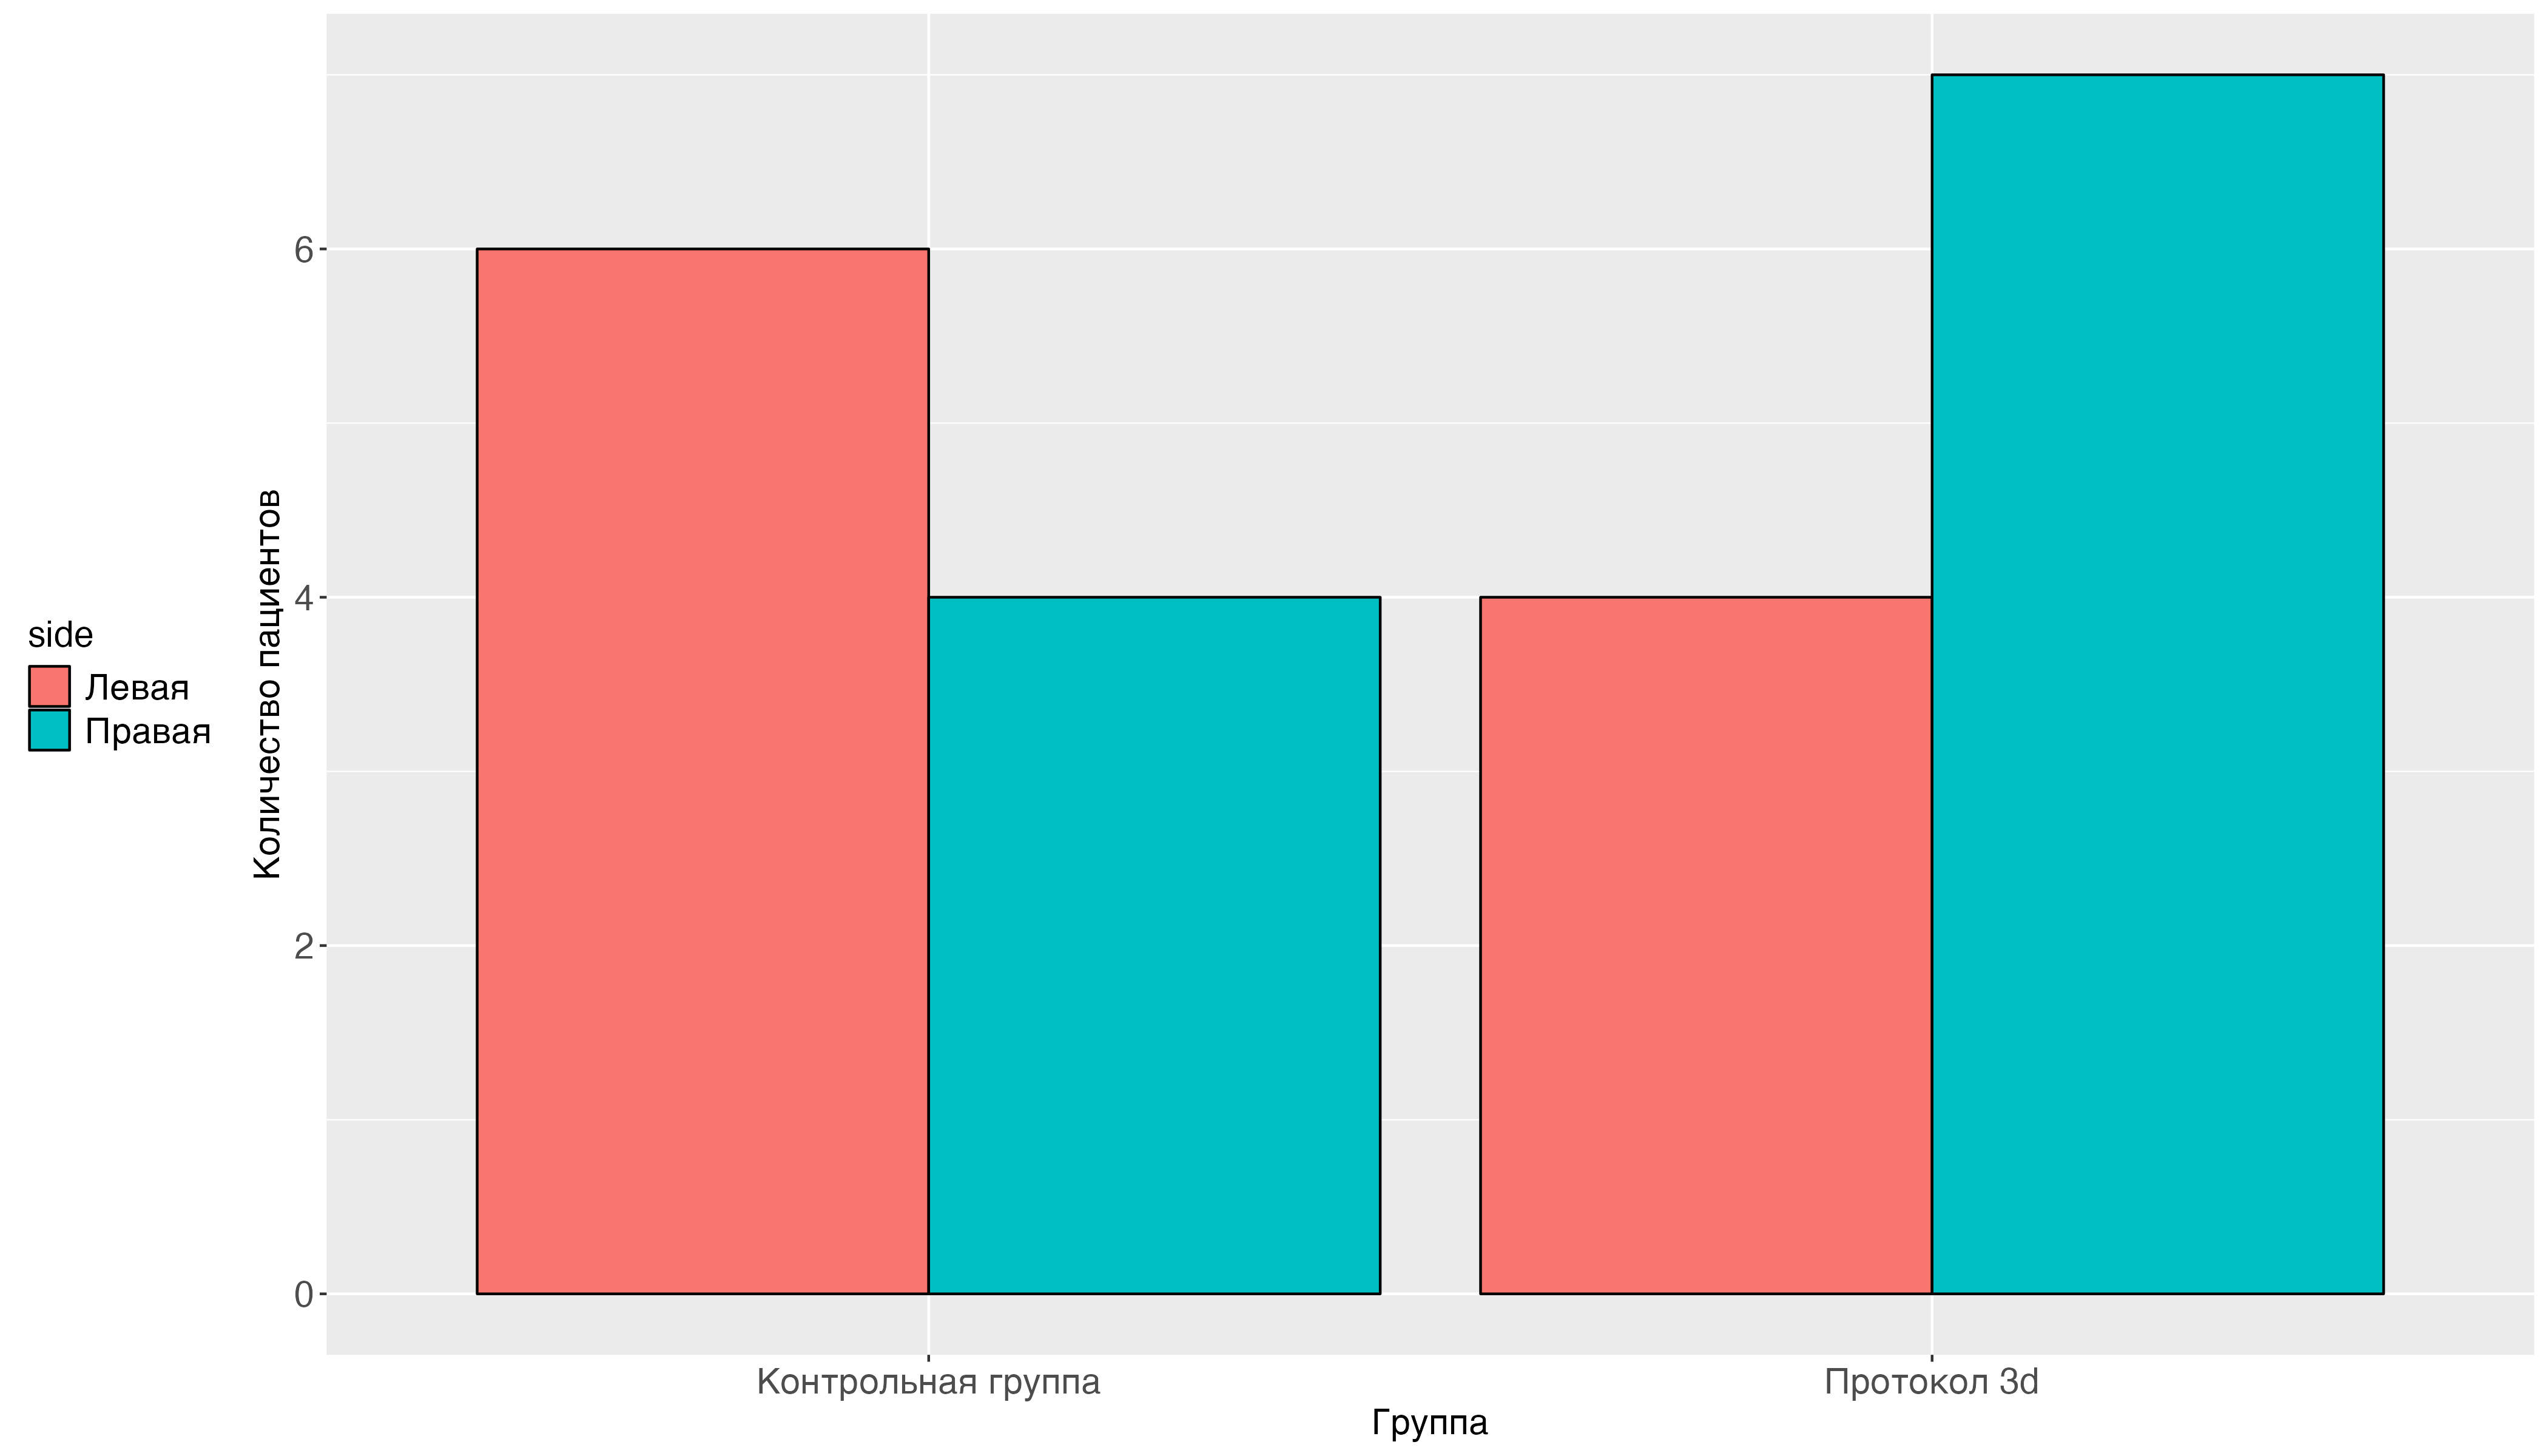 side
Левая
Правая
Количество пациентов
6
4
2
0
Контрольная группа
Протокол 3d
Группа